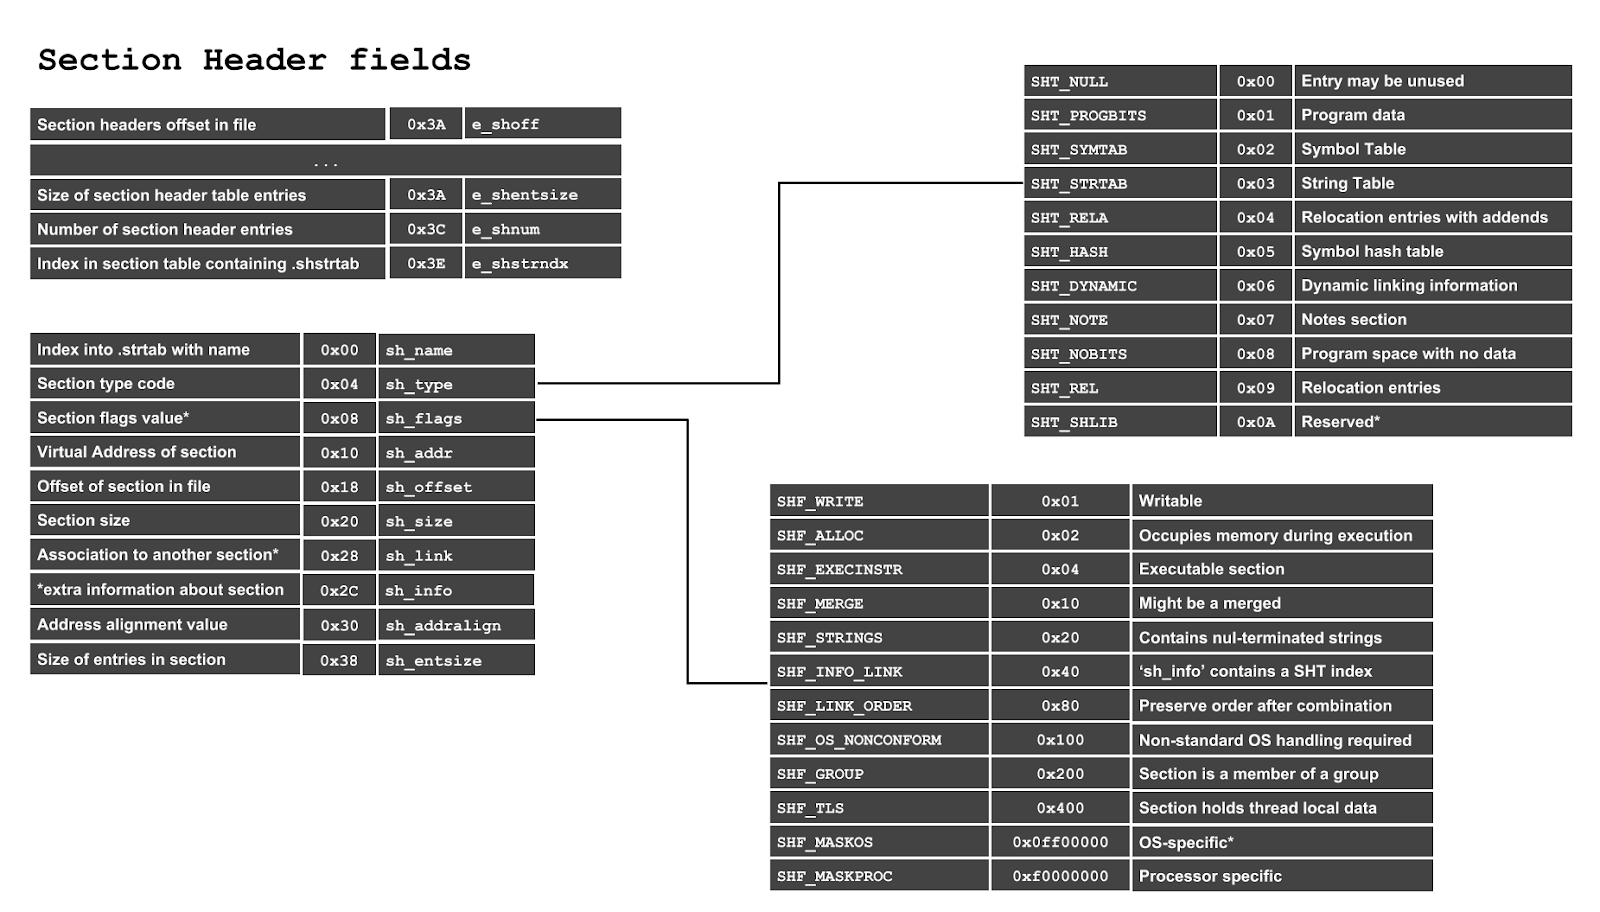 Section Header fields
Section headers offset in file 0x3A e_shoff
...
Size of section header table entries 0x3A e_shentsize
Number of section header entries 0x3C e_shnum
Index in section table containing .shstrtab 0x3E e_shstrndx
Index into .strtab with name 0x00 sh_name
Section type code 0x04 sh_type
Section flags value* 0x08 sh_flags
Virtual Address of section 0x10 sh_addr
Offset of section in file 0x18 sh_offset
Section size 0x20 sh_size
Association to another section* 0x28 sh_link
*extra information about section 0x2C sh_info
Address alignment value 0x30 sh_addralign
Size of entries in section 0x38 sh_entsize
SHT_NULL 0x00 Entry may be unused
SHT_PROGBITS 0x01 Program data
SHT_SYMTAB 0x02 Symbol Table
SHT_STRTAB 0x03 String Table
SHT_RELA 0x04 Relocation entries with addends
SHT_HASH 0x05 Symbol hash table
SHT_DYNAMIC 0x06 Dynamic linking information
SHT_NOTE 0x07 Notes section
SHT_NOBITS 0x08 Program space with no data
SHT_REL 0x09 Relocation entries
SHT_SHLIB 0x0A Reserved*
SHF_WRITE 0x01 Writable
SHF_ALLOC 0x02 Occupies memory during execution
SHF_EXECINSTR 0x04 Executable section
SHF_MERGE 0x10 Might be a merged
SHF_STRINGS 0x20 Contains nul-terminated strings
SHF_INFO_LINK 0x40 ‘sh_info’ contains a SHT index
SHF_LINK_ORDER 0x80 Preserve order after combination
SHF_OS_NONCONFORM 0x100 Non-standard OS handling required
SHF_GROUP 0x200 Section is a member of a group
SHF_TLS 0x400 Section holds thread local data
SHF_MASKOS 0x0ff00000 OS-specific*
SHF_MASKPROC 0xf0000000 Processor specific